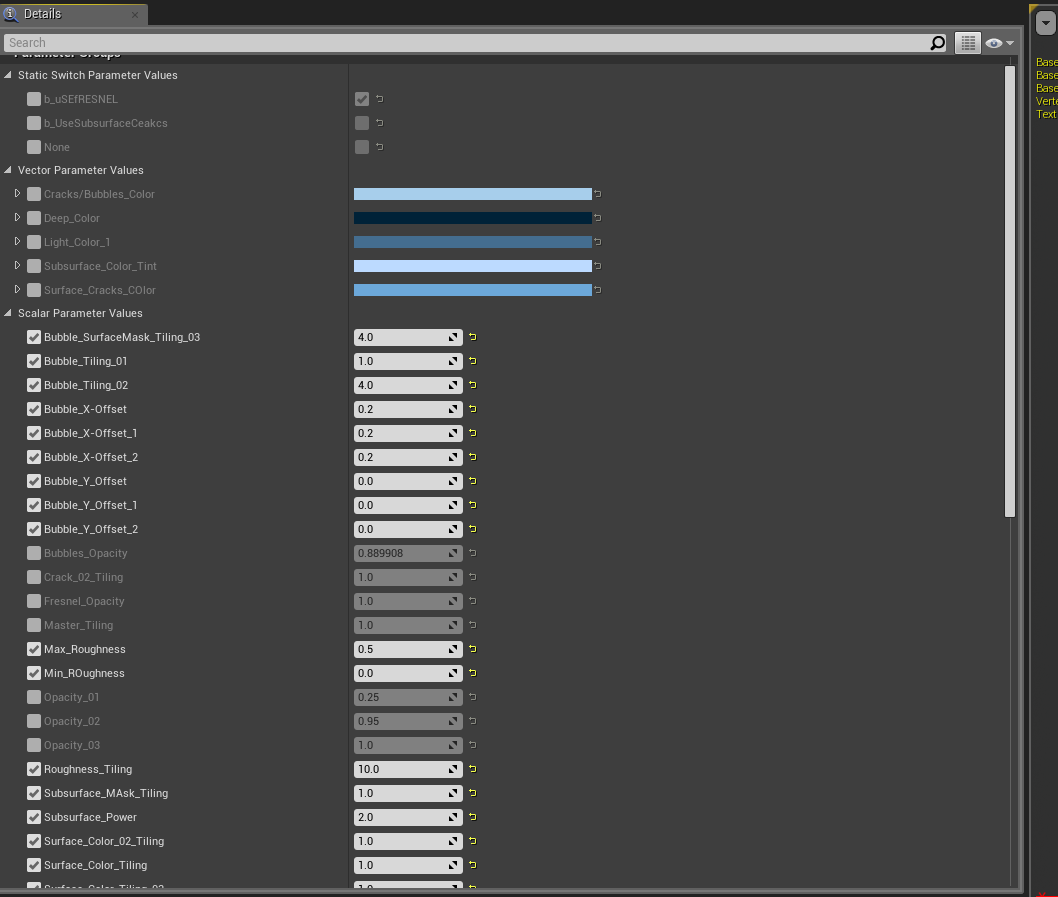 Details
Search
Parameter Groups
Static Switch Parameter Values
b_uSEfRESNEL
b_UseSubsurfaceCeakcs
None
Vector Parameter Values
Cracks/Bubbles_Color
Deep_Color
Light_Color_1
Subsurface_Color_Tint
Surface_Cracks_COlor
Scalar Parameter Values
Bubble_SurfaceMask_Tiling_03 4.0
Bubble_Tiling_01 1.0
Bubble_Tiling_02 4.0
Bubble_X-Offset 0.2
Bubble_X-Offset_1 0.2
Bubble_X-Offset_2 0.2
Bubble_Y_Offset 0.0
Bubble_Y_Offset_1 0.0
Bubble_Y_Offset_2 0.0
Bubbles_Opacity 0.889908
Crack_02_Tiling 1.0
Fresnel_Opacity 1.0
Master_Tiling 1.0
Max_Roughness 0.5
Min_ROughness 0.0
Opacity_01 0.25
Opacity_02 0.95
Opacity_03 1.0
Roughness_Tiling 10.0
Subsurface_MAsk_Tiling 1.0
Subsurface_Power 2.0
Surface_Color_02_Tiling 1.0
Surface_Color_Tiling 1.0
Surface_Color_Tiling_03 1.0
Base
Base
Base
Verte
Text